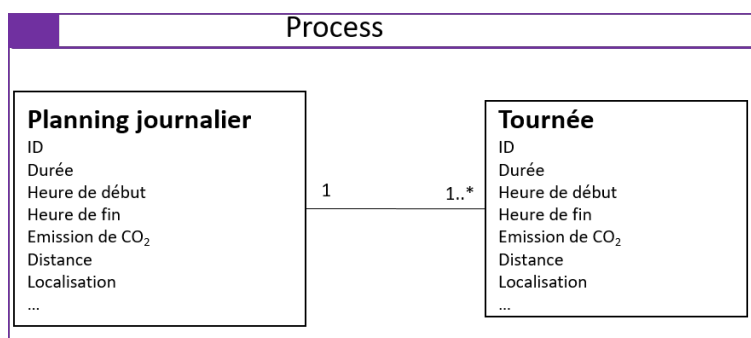 Process
Planning journalier
ID
Durée
Heure de début
Heure de fin
Emission de CO₂
Distance
Localisation
...
1
1..*
Tournée
ID
Durée
Heure de début
Heure de fin
Emission de CO₂
Distance
Localisation
...